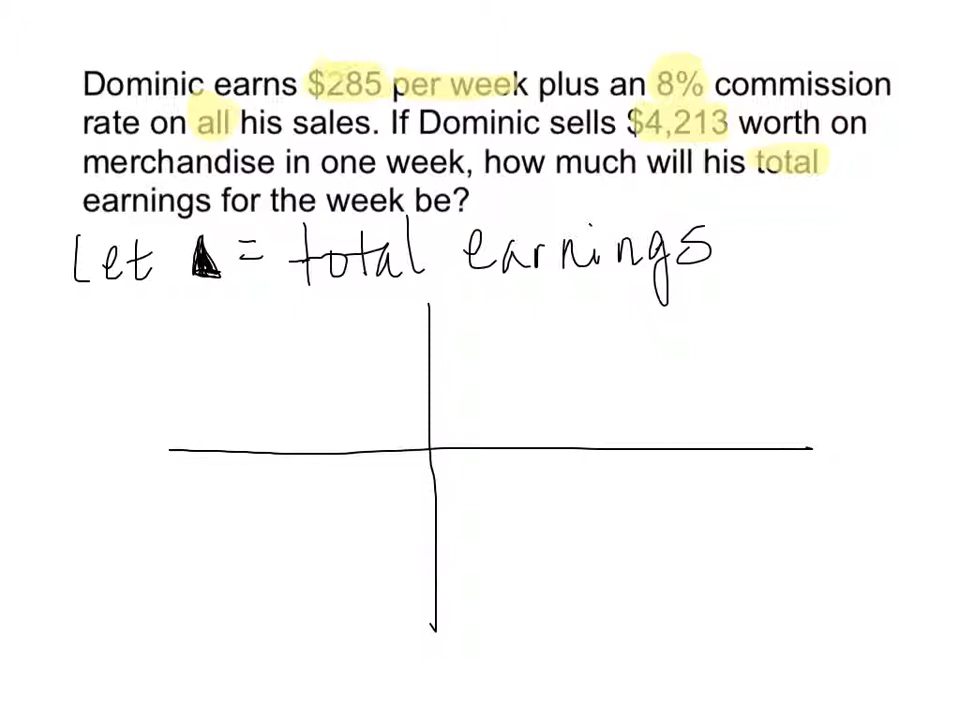 Dominic earns $285 per week plus an 8% commission
rate on all his sales. If Dominic sells $4,213 worth on
merchandise in one week, how much will his total
earnings for the week be?
Let = total earnings